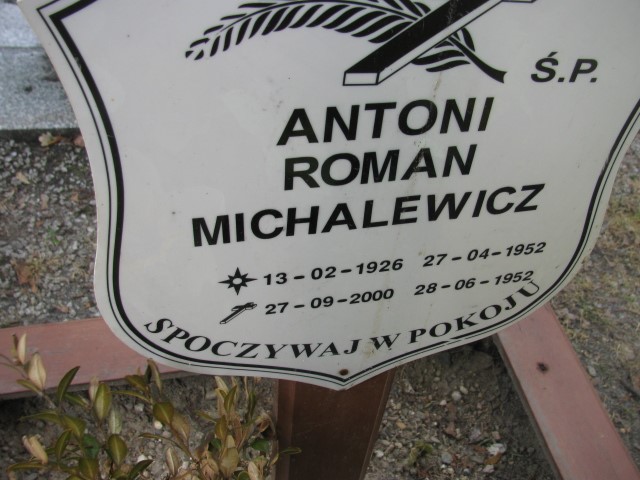 Ś.P.
ANTONI
ROMAN
MICHALEWICZ
13-02-1926 27-04-1952
27-09-2000 28-06-1952
SPOCZYWAJ W POKOJU